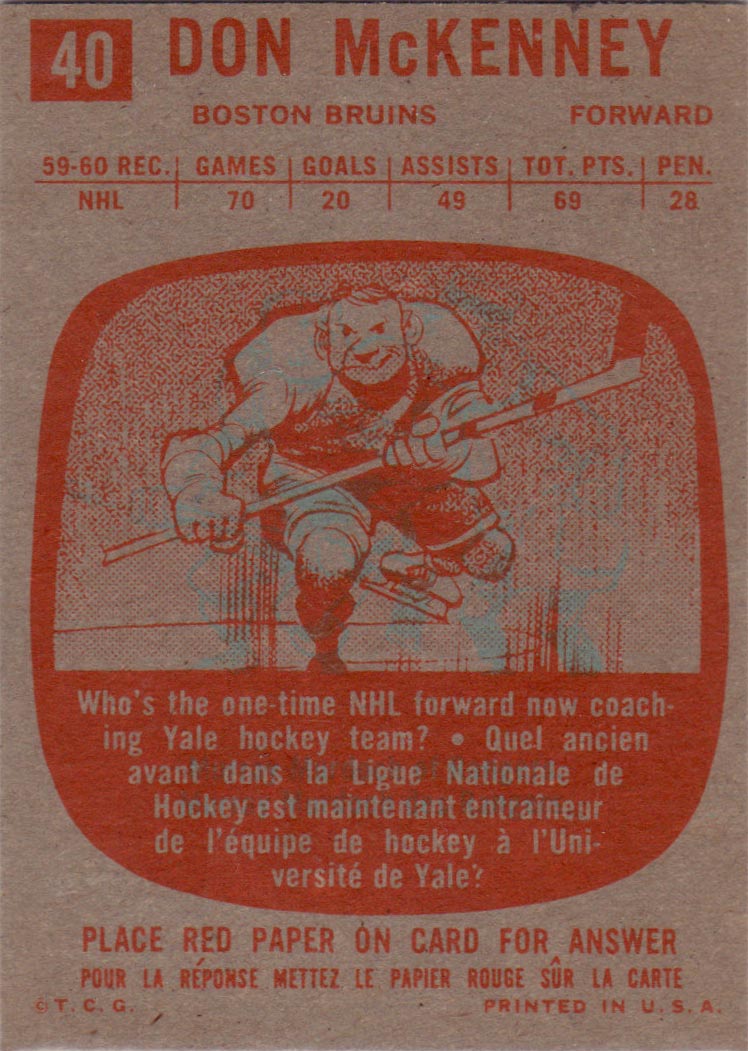 40 DON McKENNEY
BOSTON BRUINS FORWARD
59-60 REC. GAMES GOALS ASSISTS TOT. PTS. PEN.
NHL 70 20 49 69 28
Who's the one-time NHL forward now coach-
ing Yale hockey team? • Quel ancien
avant dans la Ligue Nationale de
Hockey est maintenant entraîneur
de l'équipe de hockey à l'Uni-
versité de Yale?
PLACE RED PAPER ON CARD FOR ANSWER
POUR LA RÉPONSE METTEZ LE PAPIER ROUGE SÛR LA CARTE
© T. C. G. PRINTED IN U. S. A.